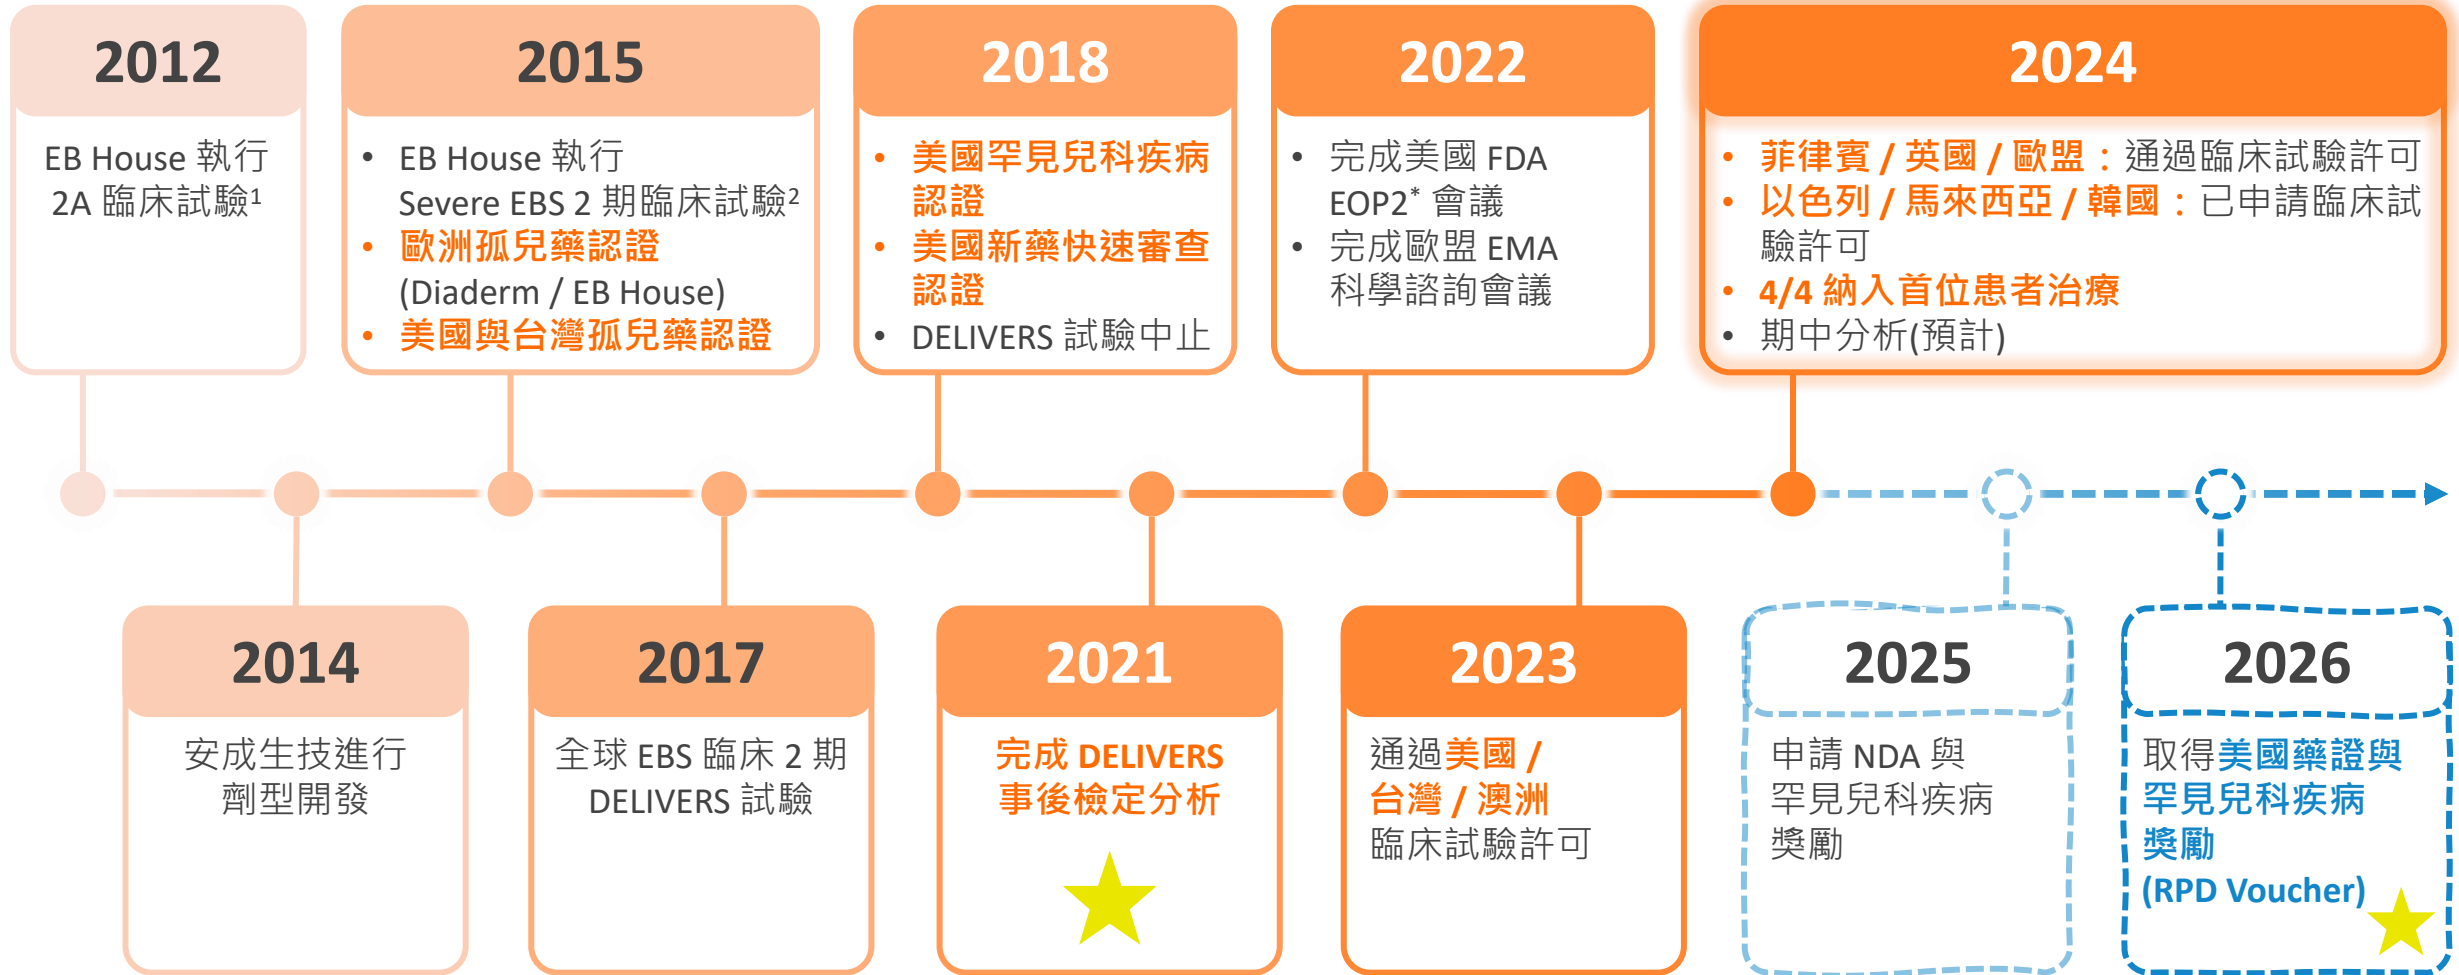 2012
EB House 執行
2A 臨床試驗¹
2015
• EB House 執行
Severe EBS 2 期臨床試驗²
• 歐洲孤兒藥認證
(Diaderm / EB House)
• 美國與台灣孤兒藥認證
2018
• 美國罕見兒科疾病
認證
• 美國新藥快速審查
認證
• DELIVERS 試驗中止
2022
• 完成美國 FDA
EOP2* 會議
• 完成歐盟 EMA
科學諮詢會議
2024
• 菲律賓 / 英國 / 歐盟：通過臨床試驗許可
• 以色列 / 馬來西亞 / 韓國：已申請臨床試
驗許可
• 4/4 納入首位患者治療
• 期中分析(預計)
2014
安成生技進行
劑型開發
2017
全球 EBS 臨床 2 期
DELIVERS 試驗
2021
完成 DELIVERS
事後檢定分析
2023
通過美國 /
台灣 / 澳洲
臨床試驗許可
2025
申請 NDA 與
罕見兒科疾病
獎勵
2026
取得美國藥證與
罕見兒科疾病
獎勵
(RPD Voucher)